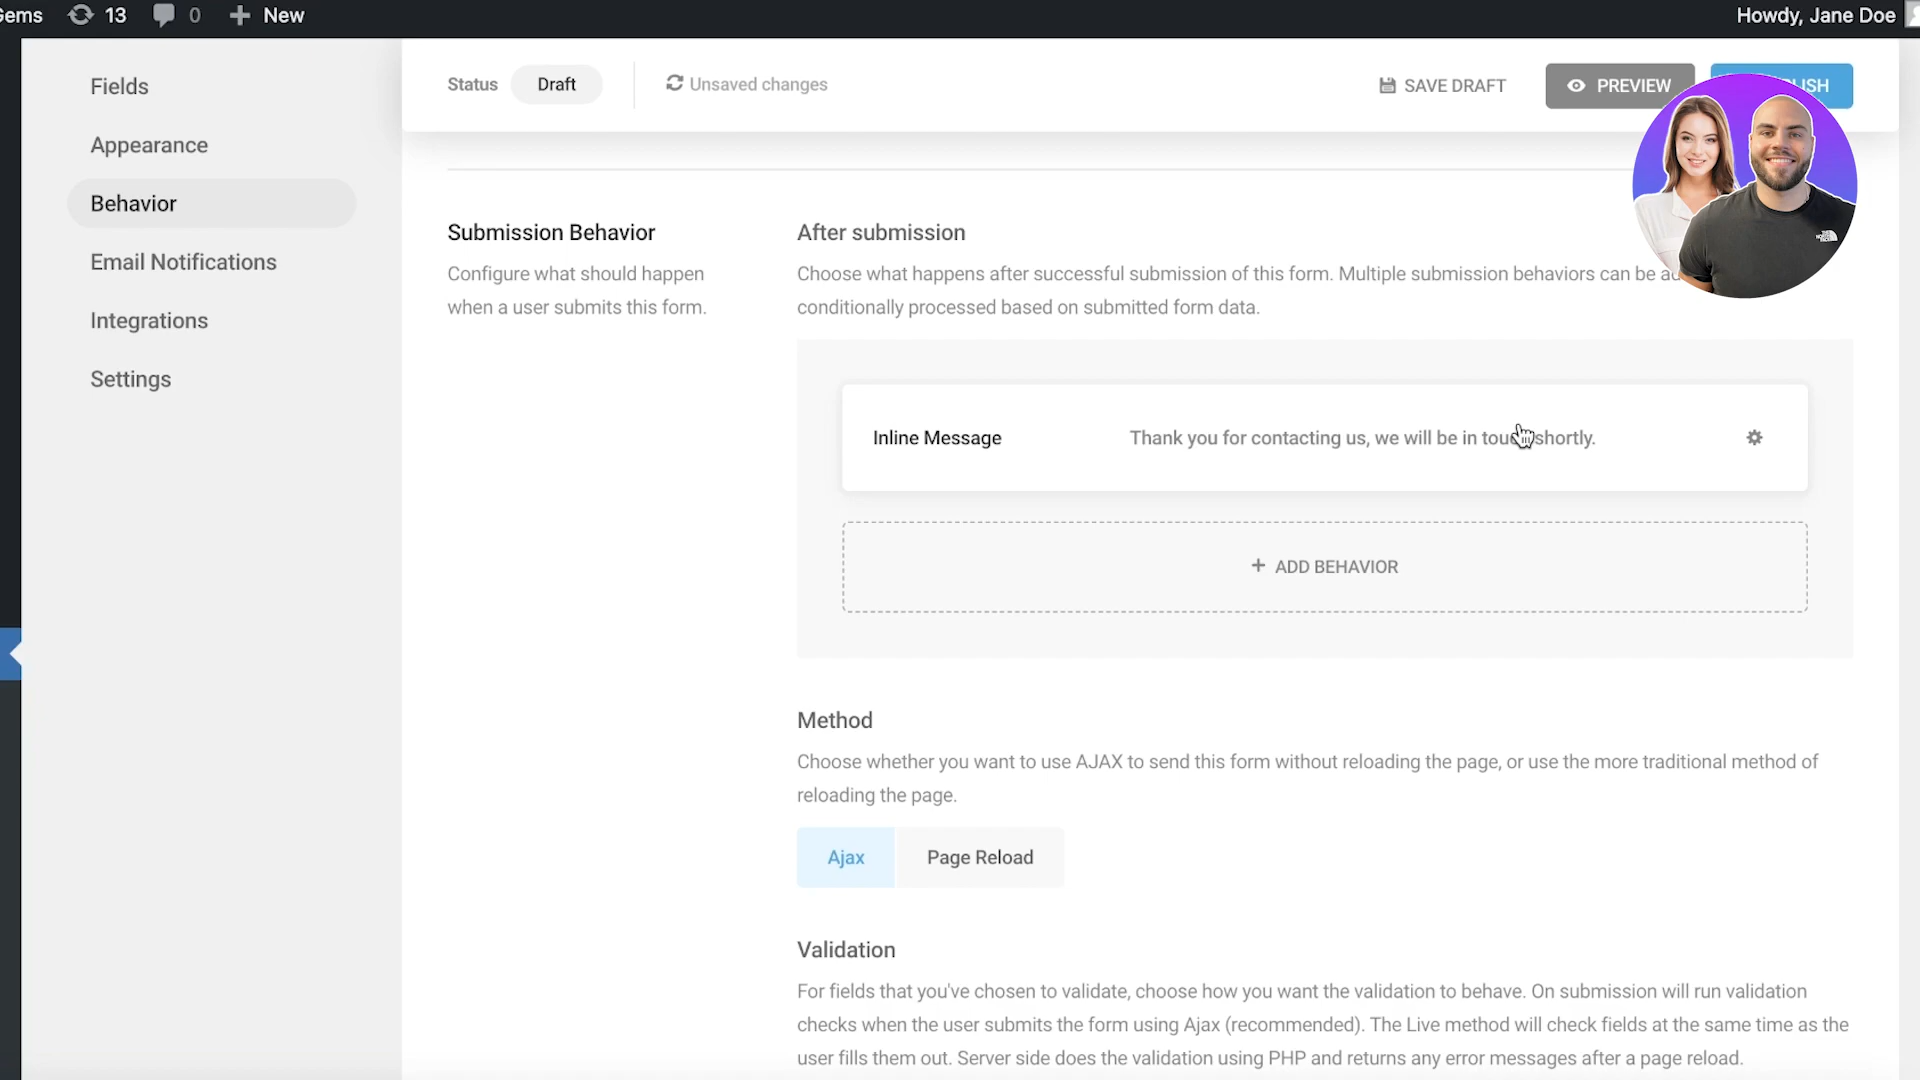 Gems 13 0 New Howdy, Jane Doe
Fields
Appearance
Behavior
Email Notifications
Integrations
Settings
Status Draft Unsaved changes SAVE DRAFT PREVIEW
Submission Behavior
Configure what should happen
when a user submits this form.
After submission
Choose what happens after successful submission of this form. Multiple submission behaviors can be
conditionally processed based on submitted form data.
Inline Message Thank you for contacting us, we will be in touch shortly.
+ ADD BEHAVIOR
Method
Choose whether you want to use AJAX to send this form without reloading the page, or use the more traditional method of
reloading the page.
Ajax Page Reload
Validation
For fields that you've chosen to validate, choose how you want the validation to behave. On submission will run validation
checks when the user submits the form using Ajax (recommended). The Live method will check fields at the same time as the
user fills them out. Server side does the validation using PHP and returns any error messages after a page reload.